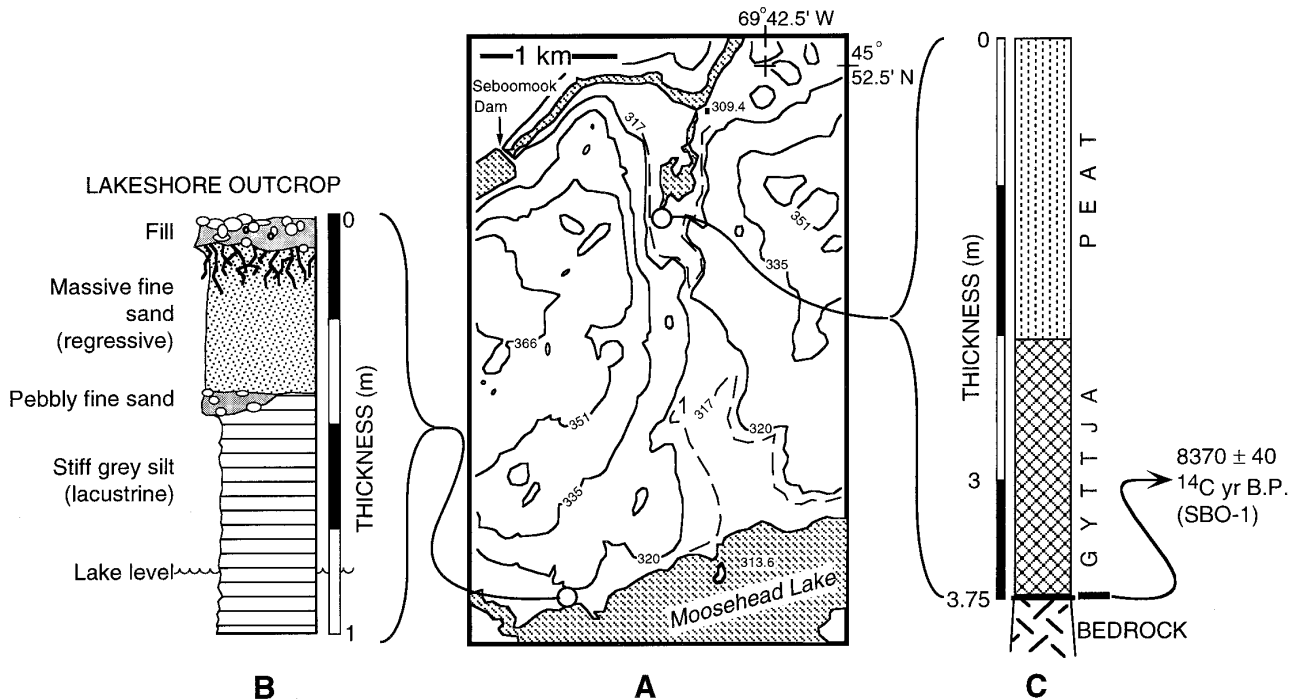 LAKESHORE OUTCROP
Fill
Massive fine
sand
(regressive)
Pebbly fine sand
Stiff grey silt
(lacustrine)
Lake level
0
THICKNESS (m)
1
B
69°42.5' W
45°
52.5' N
1 km
Seboomook
Dam
317
309.4
351
335
366
351
335
317
320
320
313.6
Moosehead Lake
A
0
THICKNESS (m)
3
3.75
PEAT
GYTTJA
BEDROCK
8370 ± 40
¹⁴C yr B.P.
(SBO-1)
C